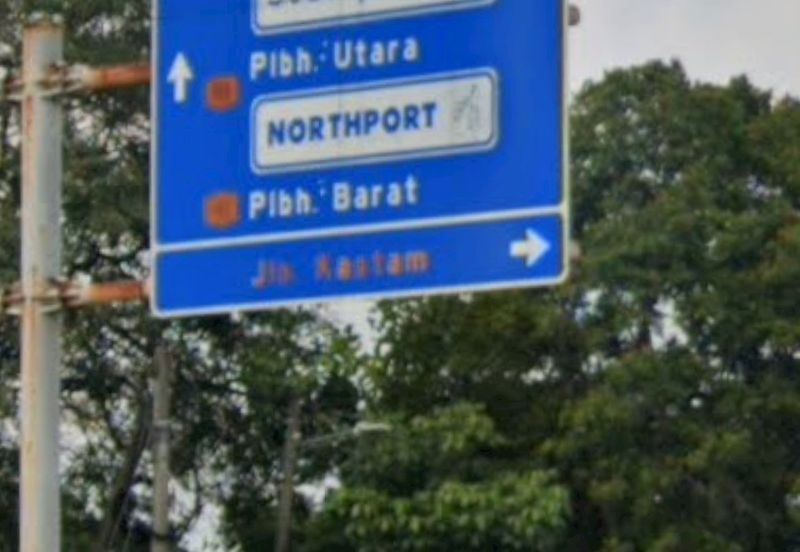 Plbh. Utara
NORTHPORT
Plbh. Barat
Jln. Kastam